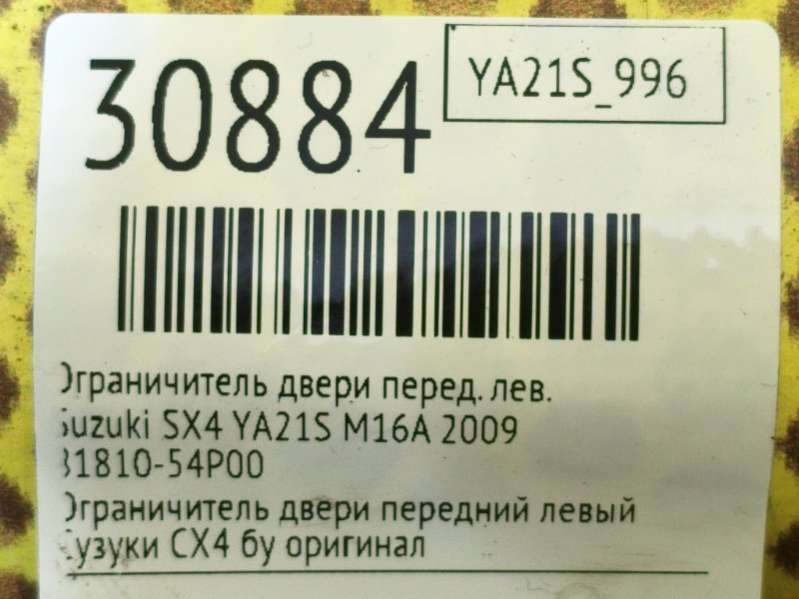 30884
YA21S_996
Ограничитель двери перед. лев.
Suzuki SX4 YA21S M16A 2009
81810-54P00
Ограничитель двери передний левый
Сузуки СХ4 бу оригинал